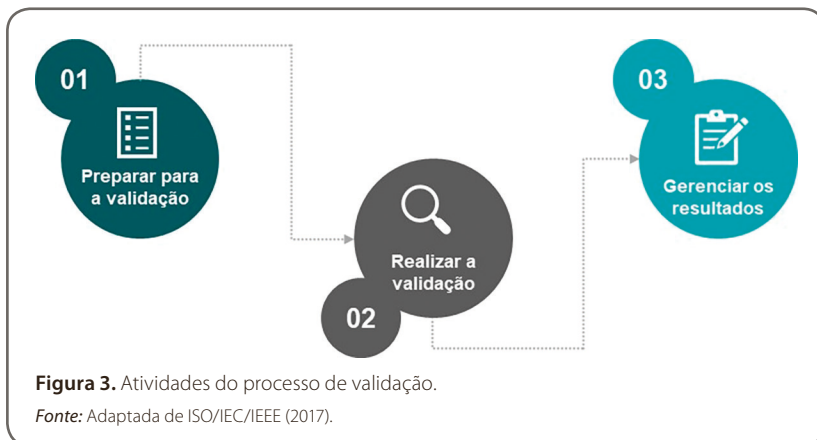 01
Preparar para
a validação
Realizar a
validação
02
03
Gerenciar os
resultados
Figura 3. Atividades do processo de validação.
Fonte: Adaptada de ISO/IEC/IEEE (2017).